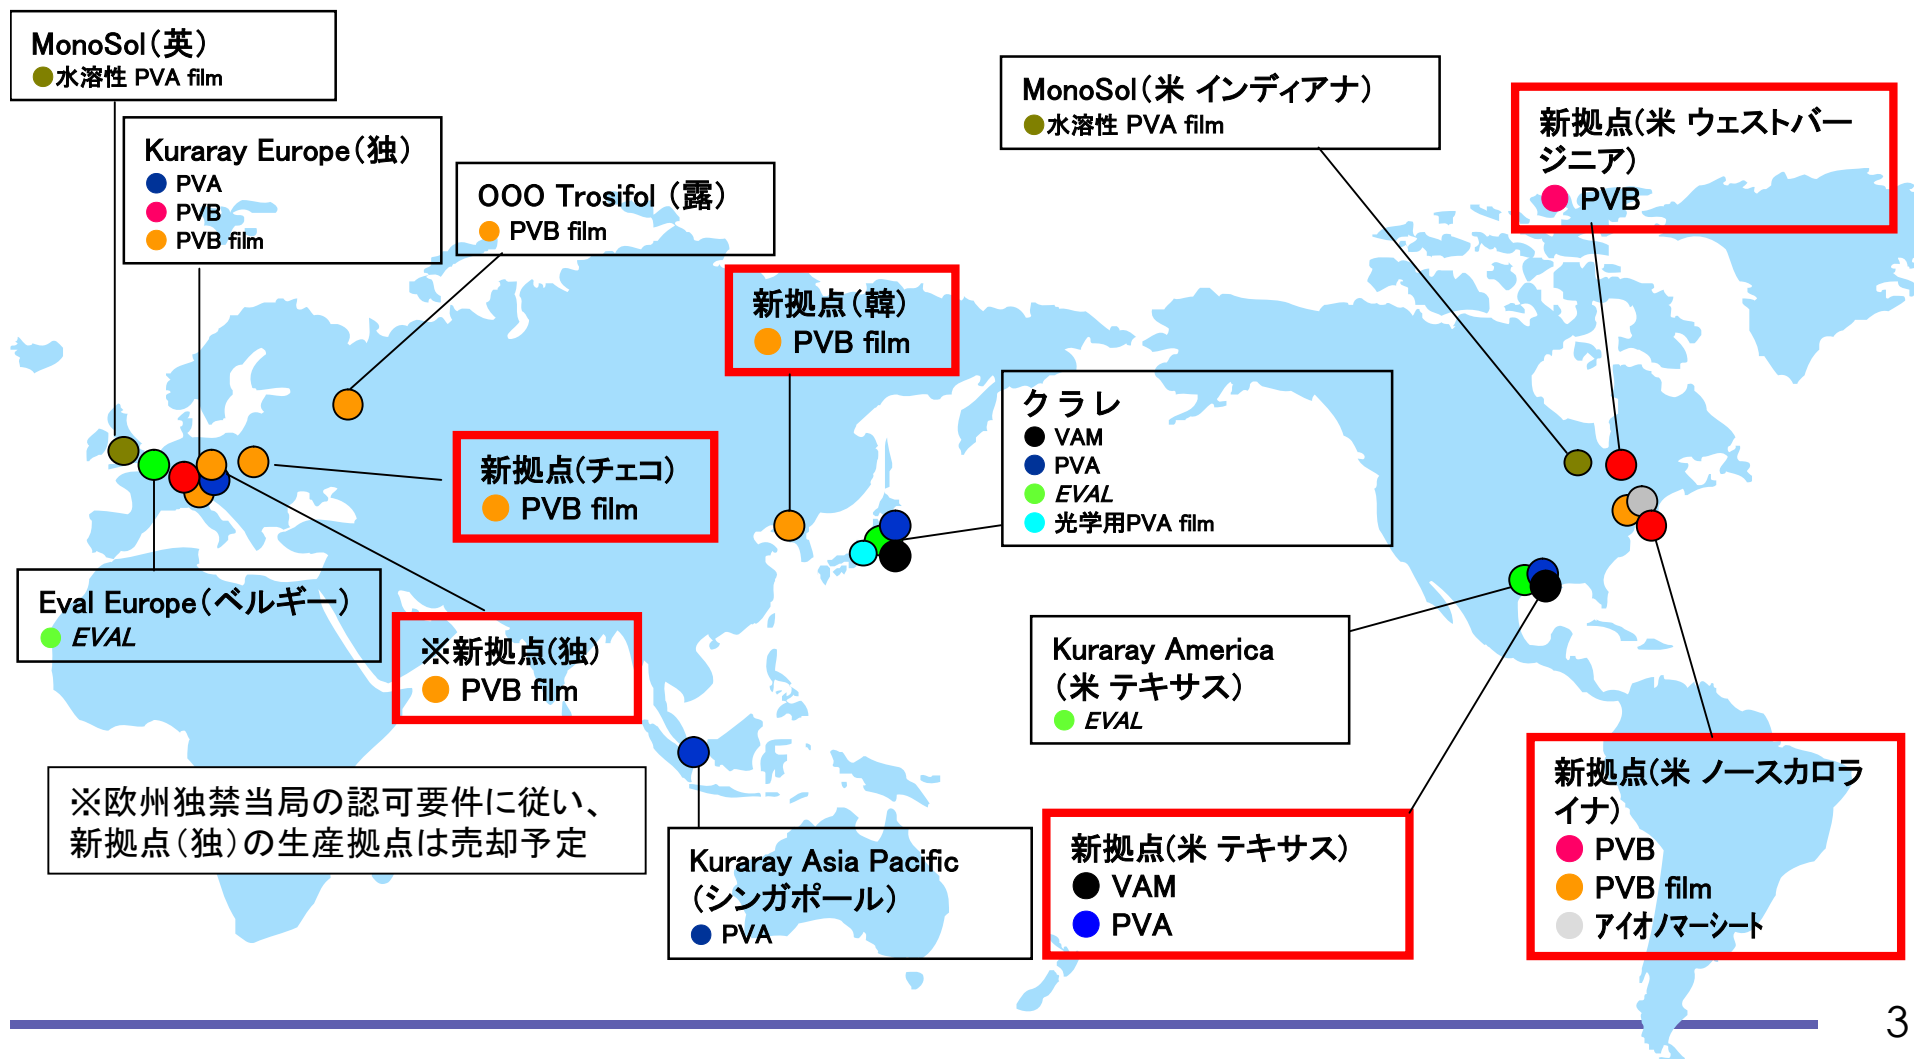 MonoSol（英）
水溶性 PVA film
Kuraray Europe（独）
PVA
PVB
PVB film
OOO Trosifol （露）
PVB film
新拠点（韓）
PVB film
MonoSol（米 インディアナ）
水溶性 PVA film
新拠点(米 ウェストバー
ジニア)
PVB
クラレ
VAM
PVA
EVAL
光学用PVA film
新拠点(チェコ)
PVB film
Eval Europe（ベルギー）
EVAL
※新拠点(独)
PVB film
Kuraray America
（米 テキサス）
EVAL
※欧州独禁当局の認可要件に従い、
新拠点（独）の生産拠点は売却予定
Kuraray Asia Pacific
（シンガポール）
PVA
新拠点(米 テキサス)
VAM
PVA
新拠点(米 ノースカロラ
イナ)
PVB
PVB film
アイオノマーシート
3